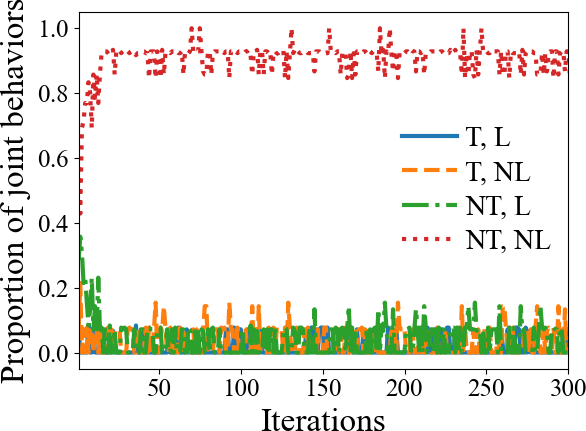 Proportion of joint behaviors
1.0
0.8
0.6
0.4
0.2
0.0
T, L
T, NL
NT, L
NT, NL
50
100
150
200
250
300
Iterations